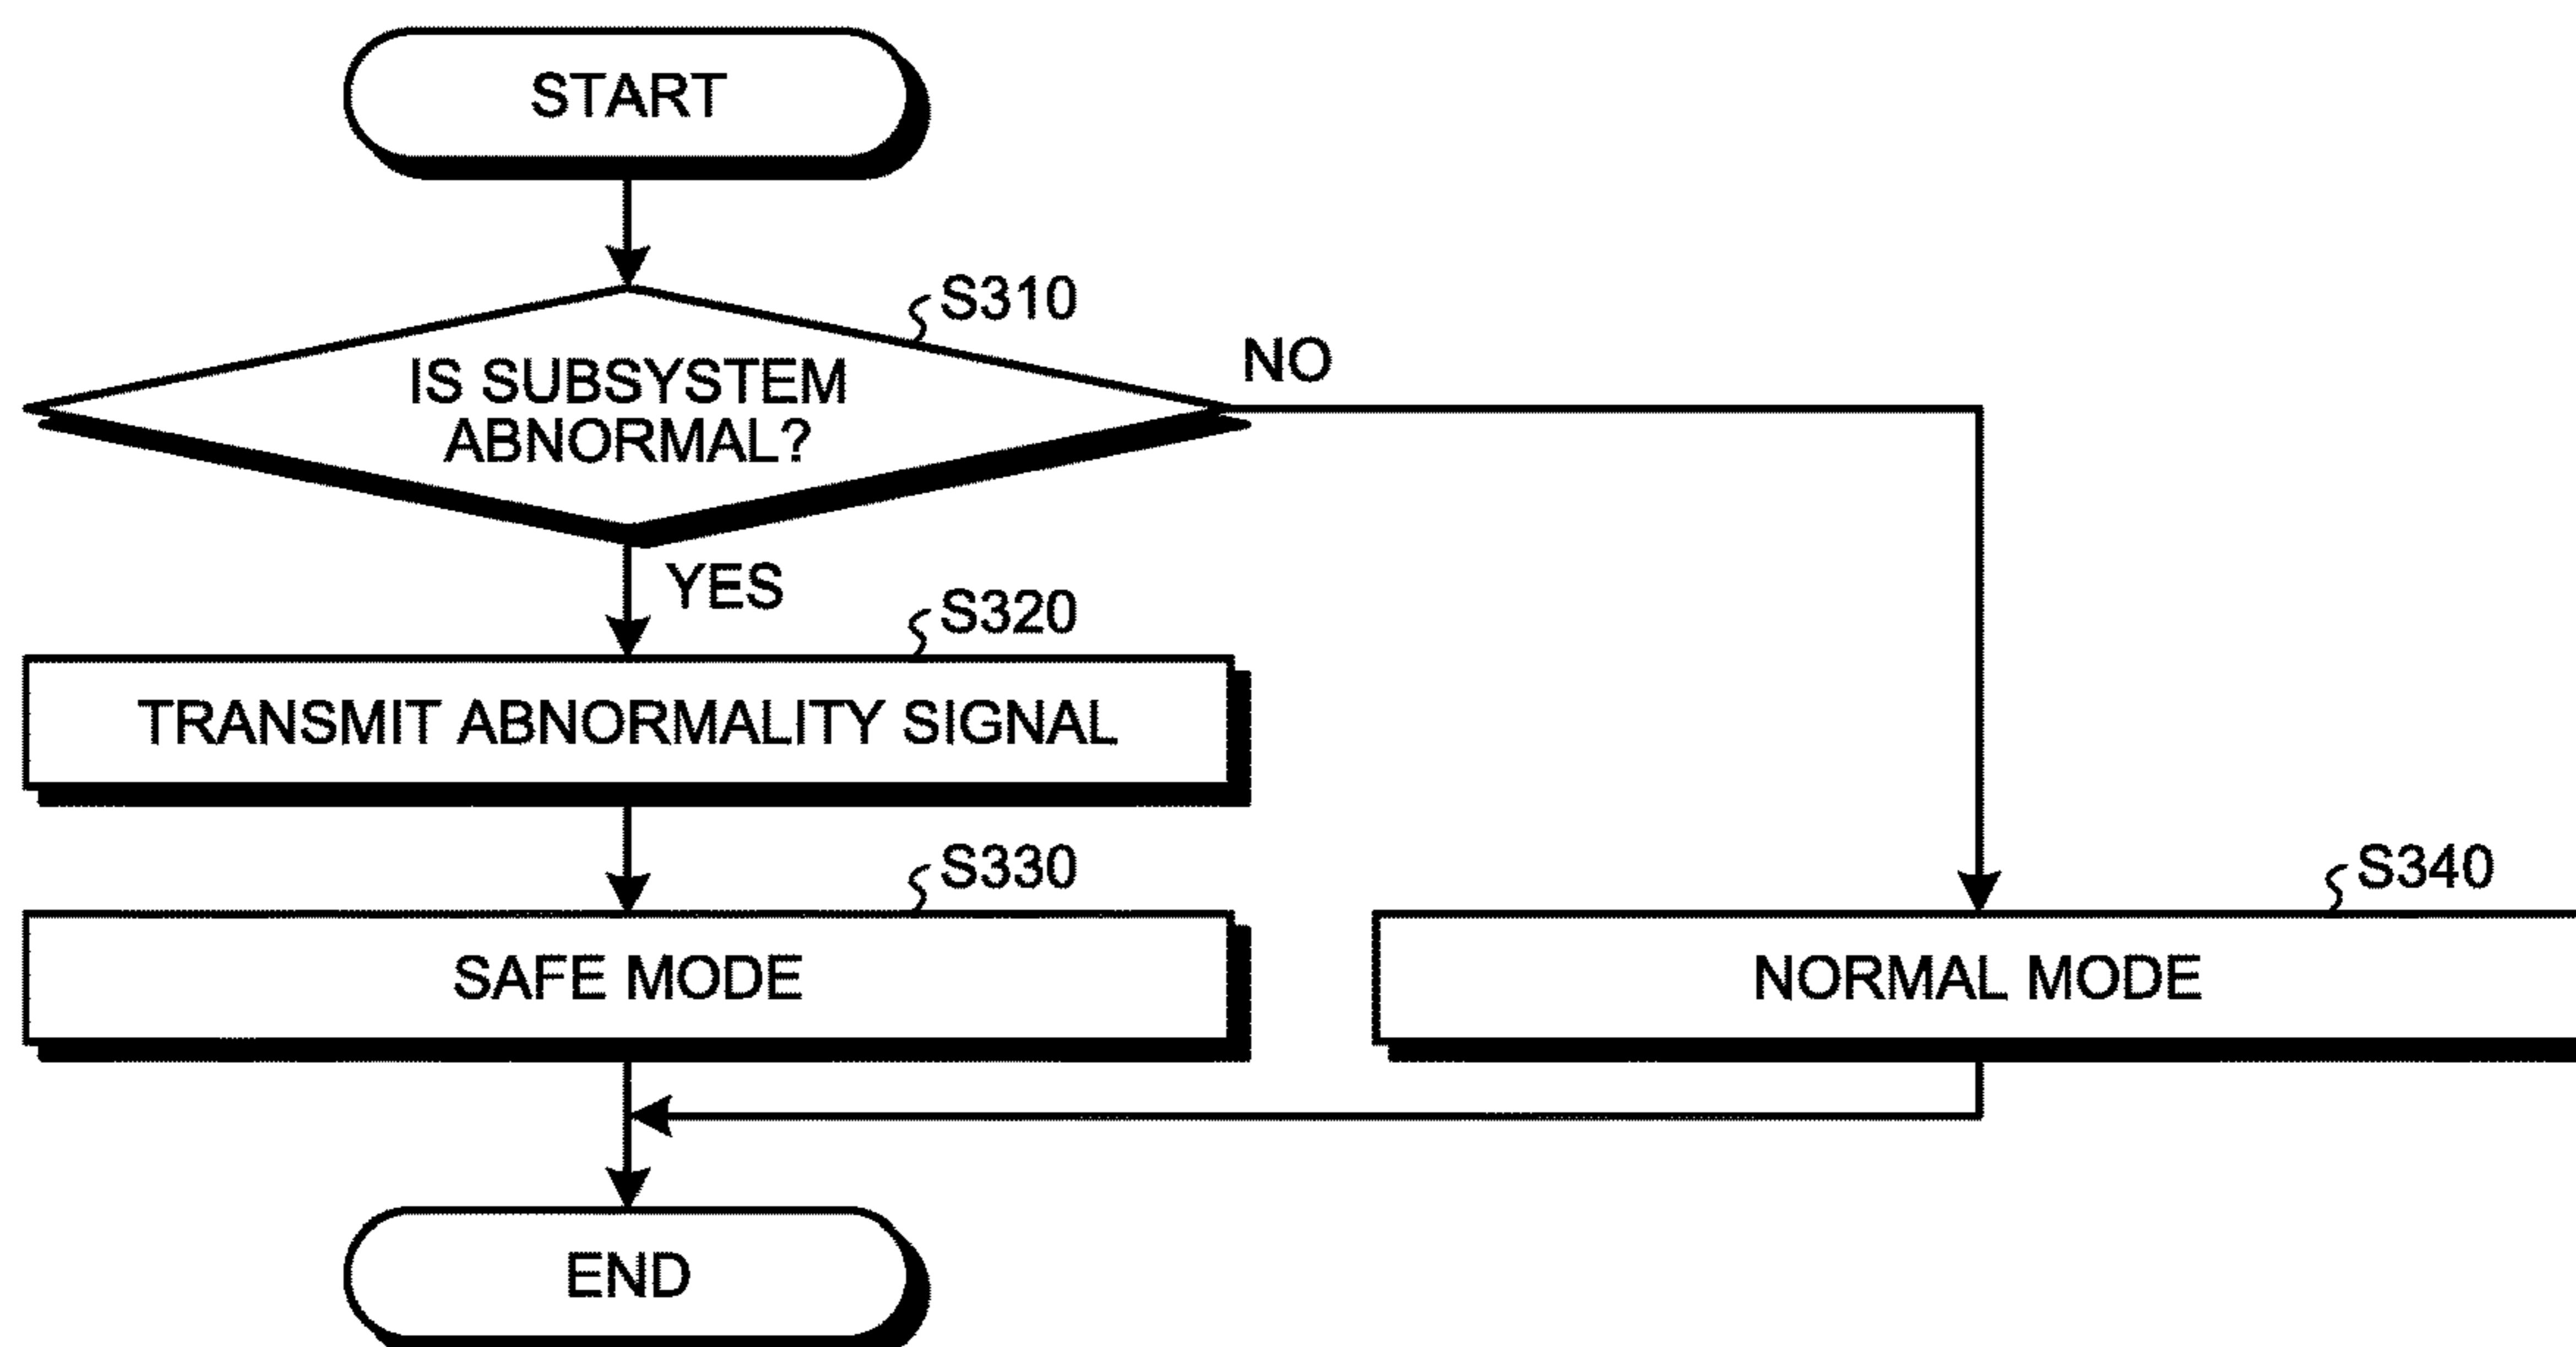 START
S310
IS SUBSYSTEM
ABNORMAL?
NO
YES
S320
TRANSMIT ABNORMALITY SIGNAL
S330
SAFE MODE
S340
NORMAL MODE
END